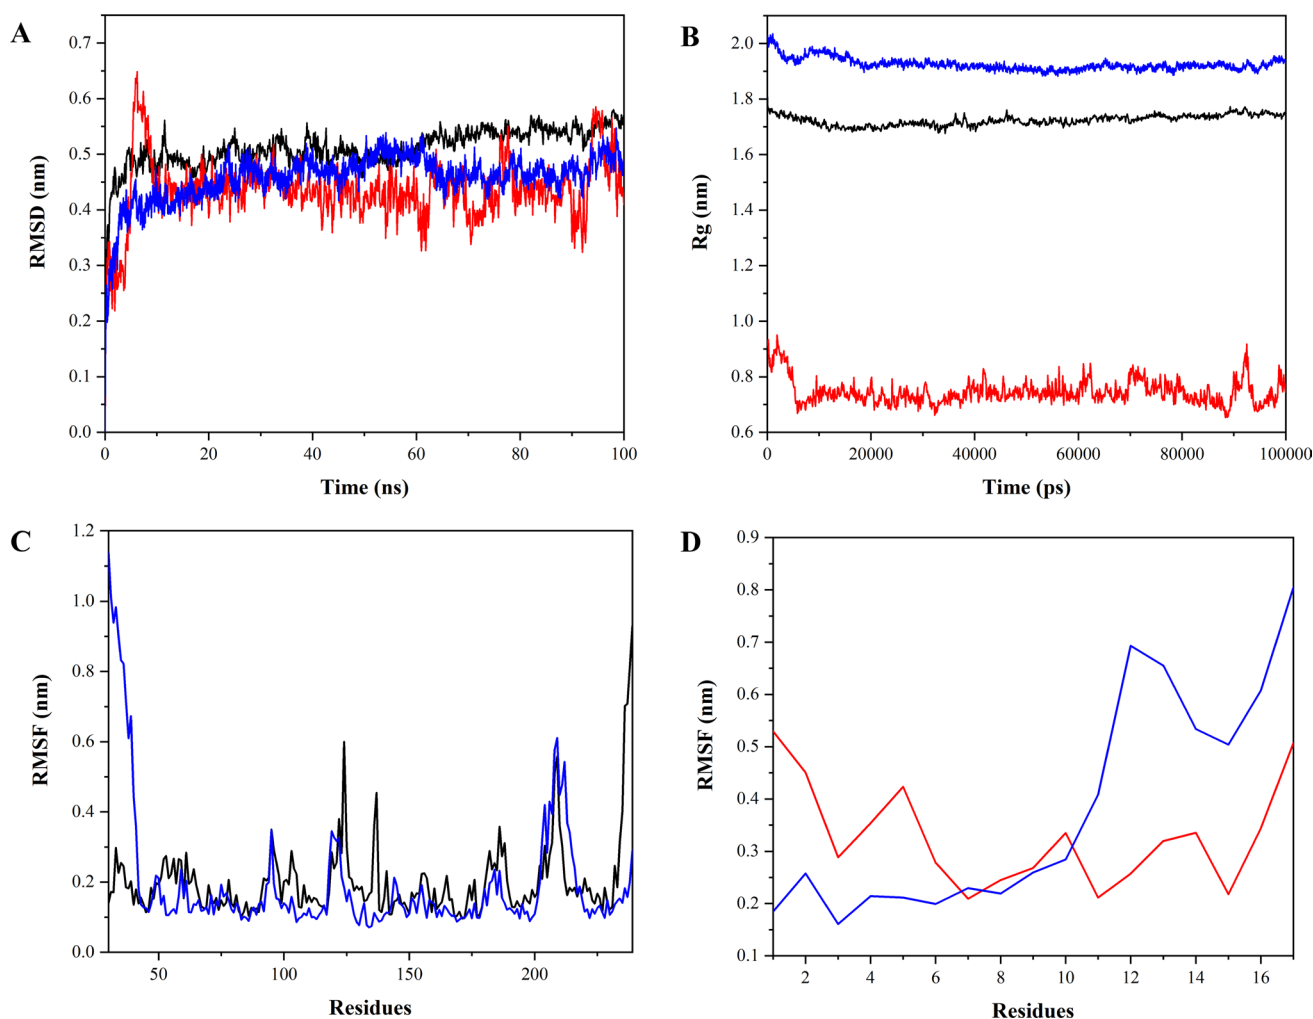 A
0.7
0.6
0.5
0.4
0.3
0.2
0.1
0.0
RMSD (nm)
0 20 40 60 80 100
Time (ns)
B
2.0
1.8
1.6
1.4
1.2
1.0
0.8
0.6
Rg (nm)
0 20000 40000 60000 80000 100000
Time (ps)
C
1.2
1.0
0.8
0.6
0.4
0.2
0.0
RMSF (nm)
50 100 150 200
Residues
D
0.9
0.8
0.7
0.6
0.5
0.4
0.3
0.2
0.1
RMSF (nm)
2 4 6 8 10 12 14 16
Residues